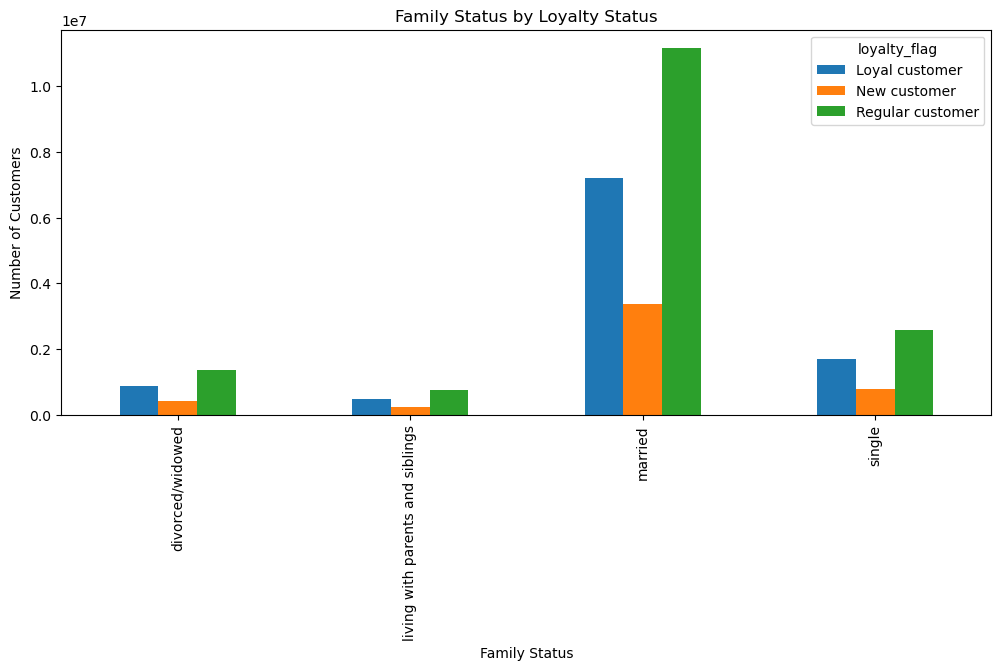 Family Status by Loyalty Status
1e7
loyalty_flag
Loyal customer
New customer
Regular customer
Number of Customers
1.0
0.8
0.6
0.4
0.2
0.0
divorced/widowed
living with parents and siblings
married
single
Family Status